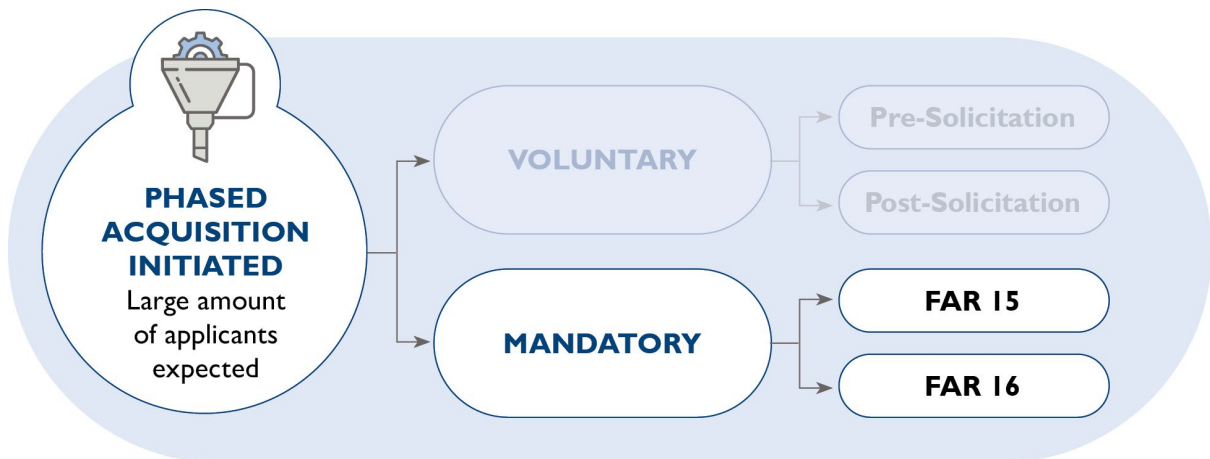 PHASED
ACQUISITION
INITIATED
Large amount
of applicants
expected
VOLUNTARY
Pre-Solicitation
Post-Solicitation
MANDATORY
FAR 15
FAR 16